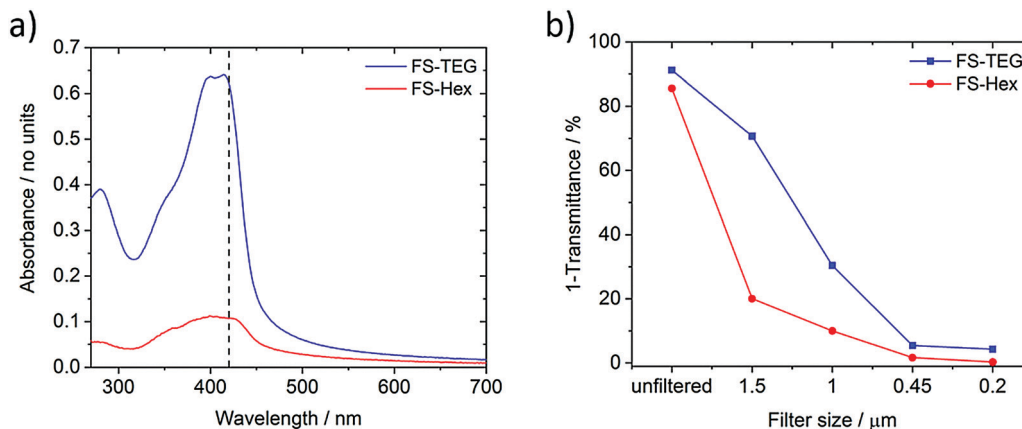 a)
0.7
0.6
0.5
0.4
0.3
0.2
0.1
0.0
Absorbance / no units
FS-TEG
FS-Hex
300 400 500 600 700
Wavelength / nm
b)
100
80
60
40
20
0
1-Transmittance / %
FS-TEG
FS-Hex
unfiltered 1.5 1 0.45 0.2
Filter size / μm